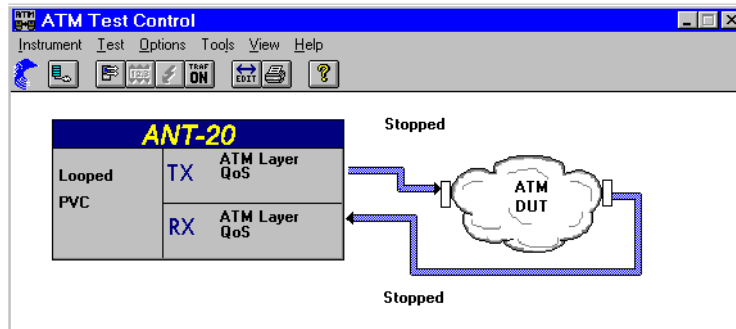 ATM Test Control
Instrument Test Options Tools View Help
TRAF
ON
EDIT
?
Stopped
ANT-20
Looped
PVC
TX
ATM Layer
QoS
RX
ATM Layer
QoS
ATM
DUT
Stopped